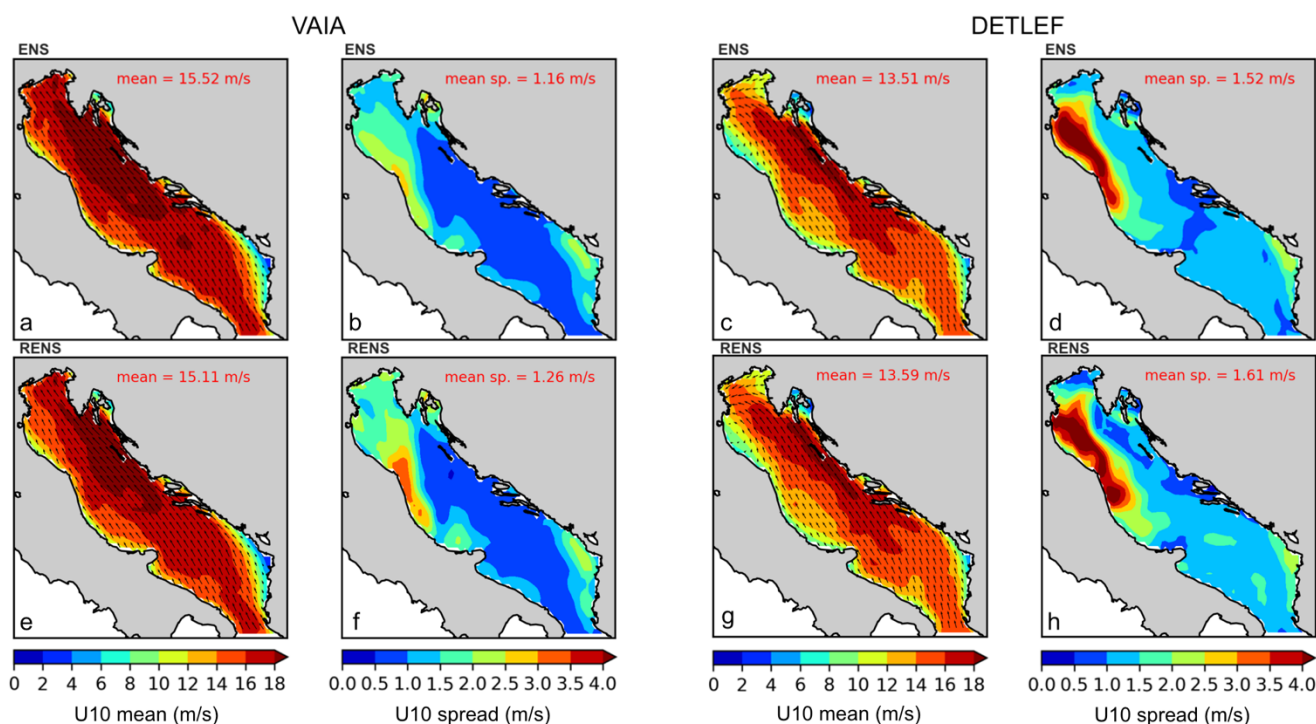 VAIA
DETLEF
ENS
ENS
ENS
ENS
mean = 15.52 m/s
mean sp. = 1.16 m/s
mean = 13.51 m/s
mean sp. = 1.52 m/s
a
b
c
d
RENS
RENS
RENS
RENS
mean = 15.11 m/s
mean sp. = 1.26 m/s
mean = 13.59 m/s
mean sp. = 1.61 m/s
e
f
g
h
0 2 4 6 8 10 12 14 16 18
0.0 0.5 1.0 1.5 2.0 2.5 3.0 3.5 4.0
0 2 4 6 8 10 12 14 16 18
0.0 0.5 1.0 1.5 2.0 2.5 3.0 3.5 4.0
U10 mean (m/s)
U10 spread (m/s)
U10 mean (m/s)
U10 spread (m/s)